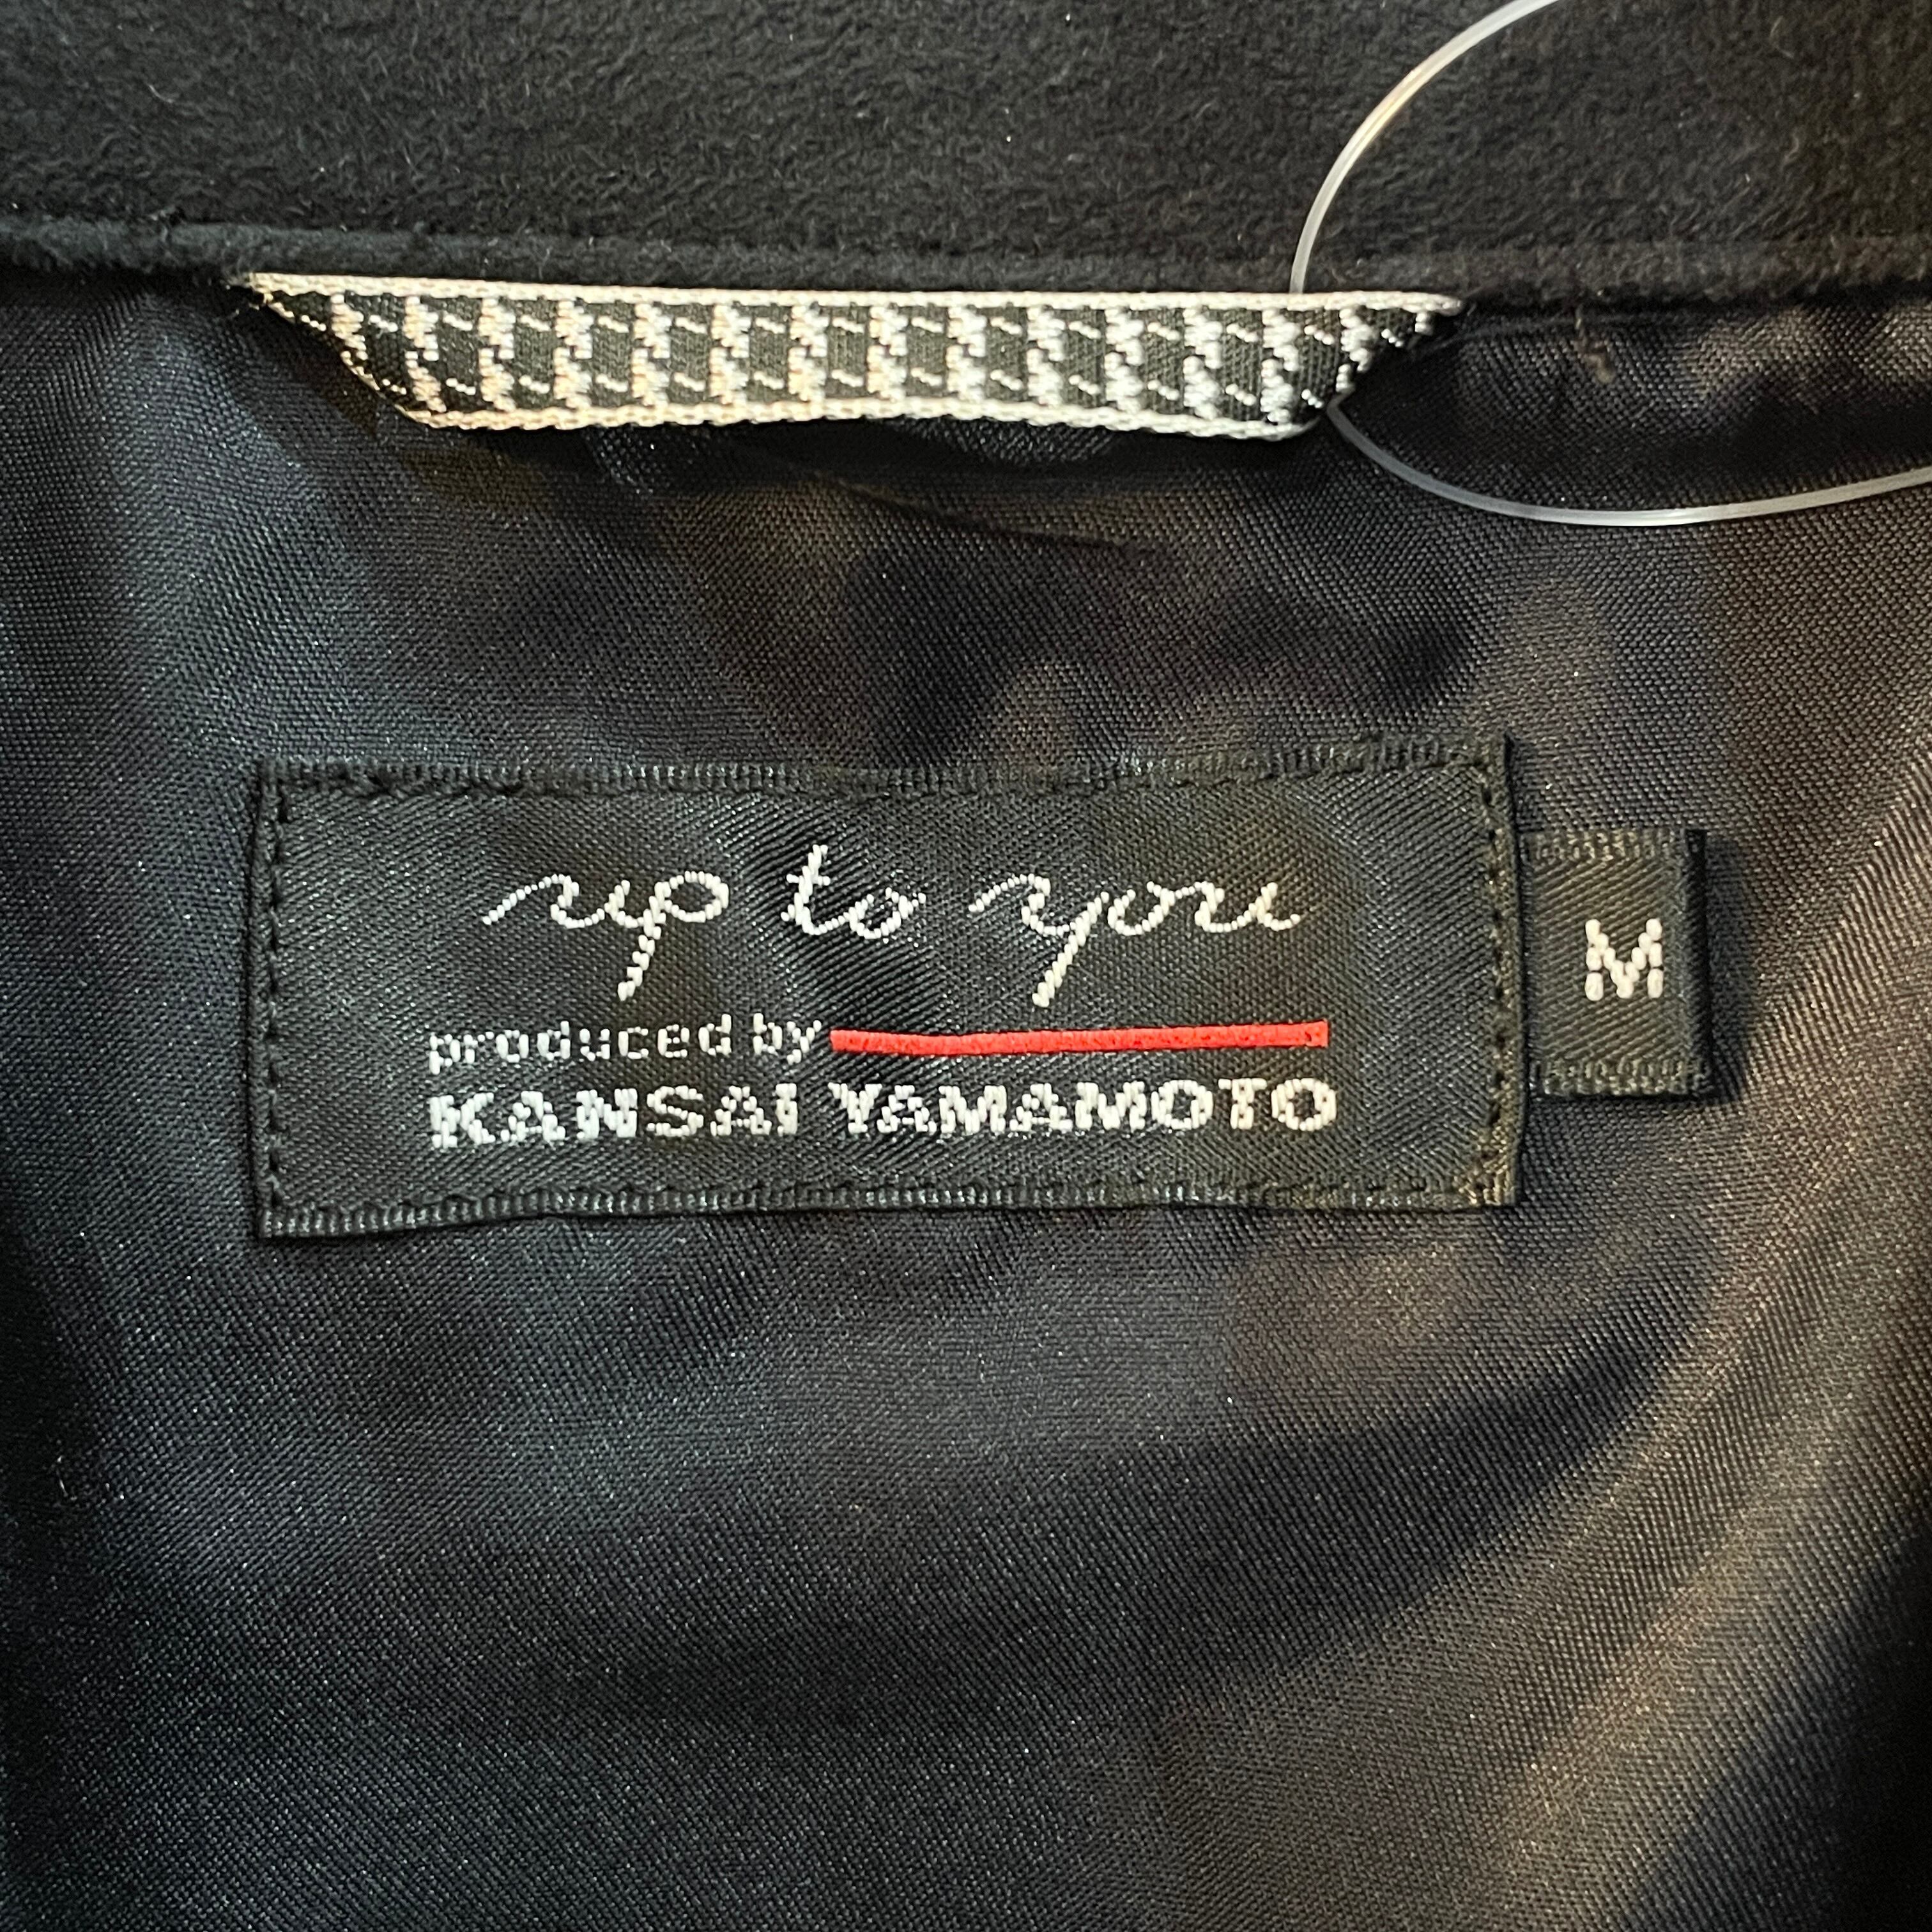 up to you
produced by
KANSAI YAMAMOTO
M